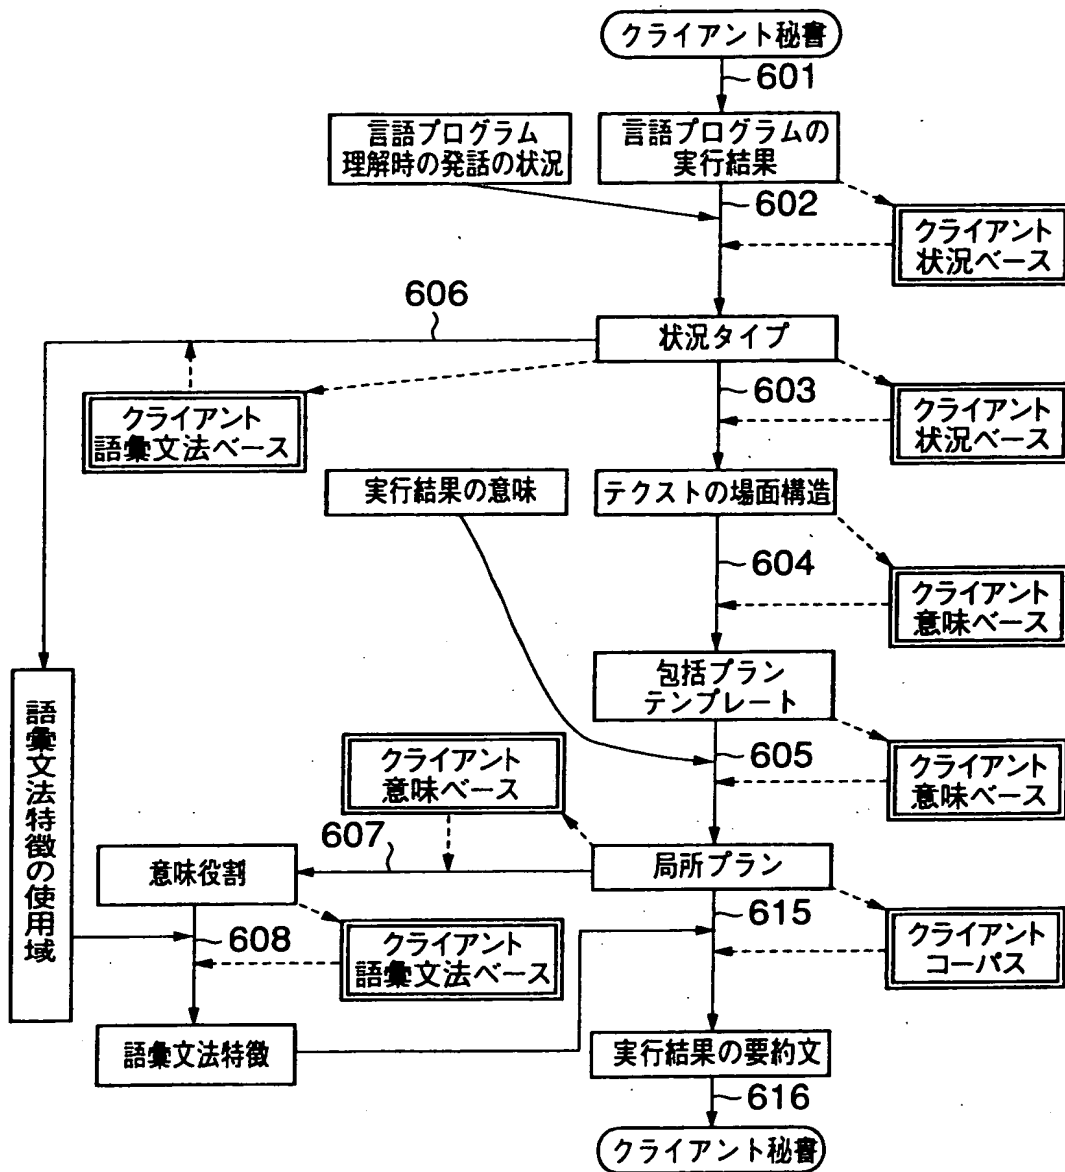 クライアント秘書
601
言語プログラム
理解時の発話の状況
言語プログラムの
実行結果
602
クライアント
状況ベース
606
状況タイプ
603
クライアント
語彙文法ベース
クライアント
状況ベース
実行結果の意味
テクストの場面構造
604
クライアント
意味ベース
包括プラン
テンプレート
605
クライアント
意味ベース
クライアント
意味ベース
607
語彙文法特徴の使用域
意味役割
局所プラン
615
608
クライアント
語彙文法ベース
クライアント
コーパス
語彙文法特徴
実行結果の要約文
616
クライアント秘書